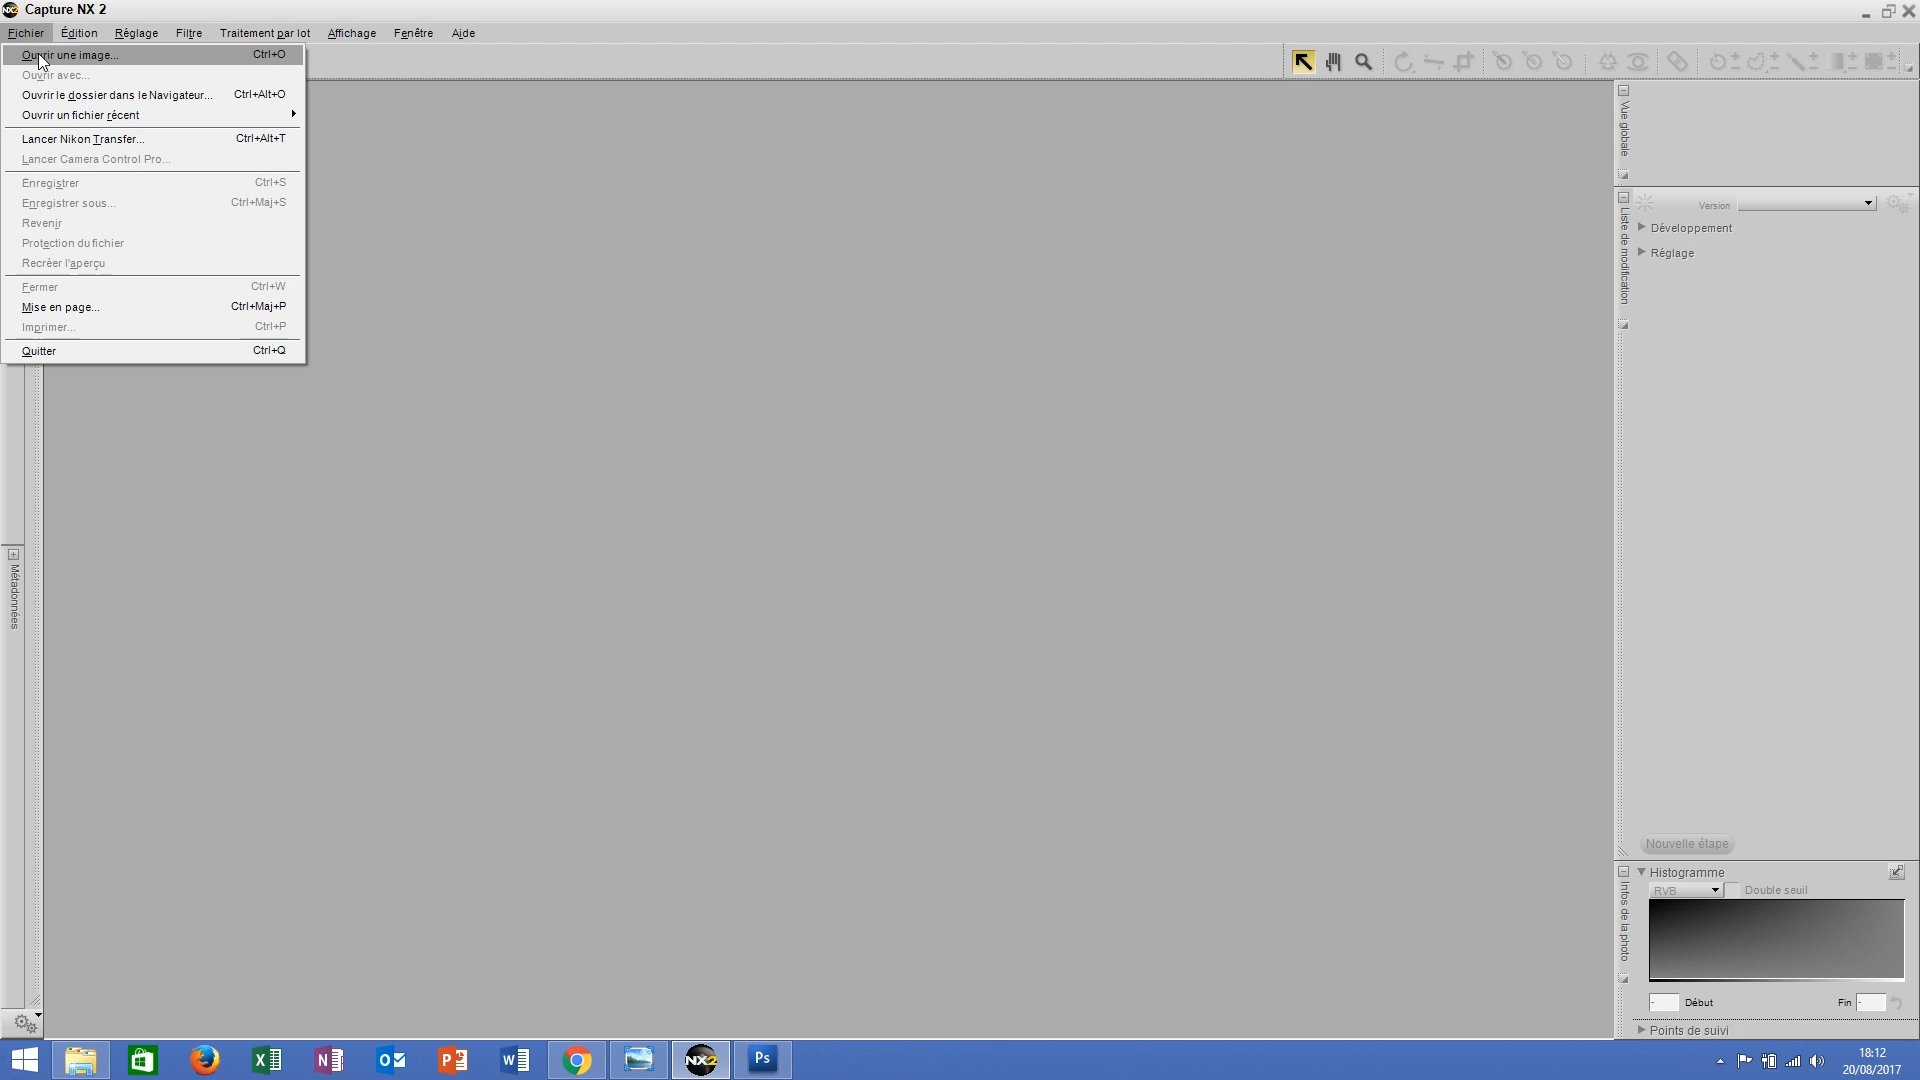 Capture NX 2
Fichier Édition Réglage Filtre Traitement par lot Affichage Fenêtre Aide
Ouvrir une image... Ctrl+O
Ouvrir avec...
Ouvrir le dossier dans le Navigateur... Ctrl+Alt+O
Ouvrir un fichier récent
Lancer Nikon Transfer... Ctrl+Alt+T
Lancer Camera Control Pro...
Enregistrer Ctrl+S
Enregistrer sous... Ctrl+Maj+S
Revenir
Protection du fichier
Recréer l'aperçu
Fermer Ctrl+W
Mise en page... Ctrl+Maj+P
Imprimer... Ctrl+P
Quitter Ctrl+Q
Métadonnées
Vue globale
Liste de modification
Version
Développement
Réglage
Nouvelle étape
Infos de la photo
Histogramme
RVB Double seuil
- Début Fin -
Points de suivi
NX2 Ps
18:12
20/08/2017